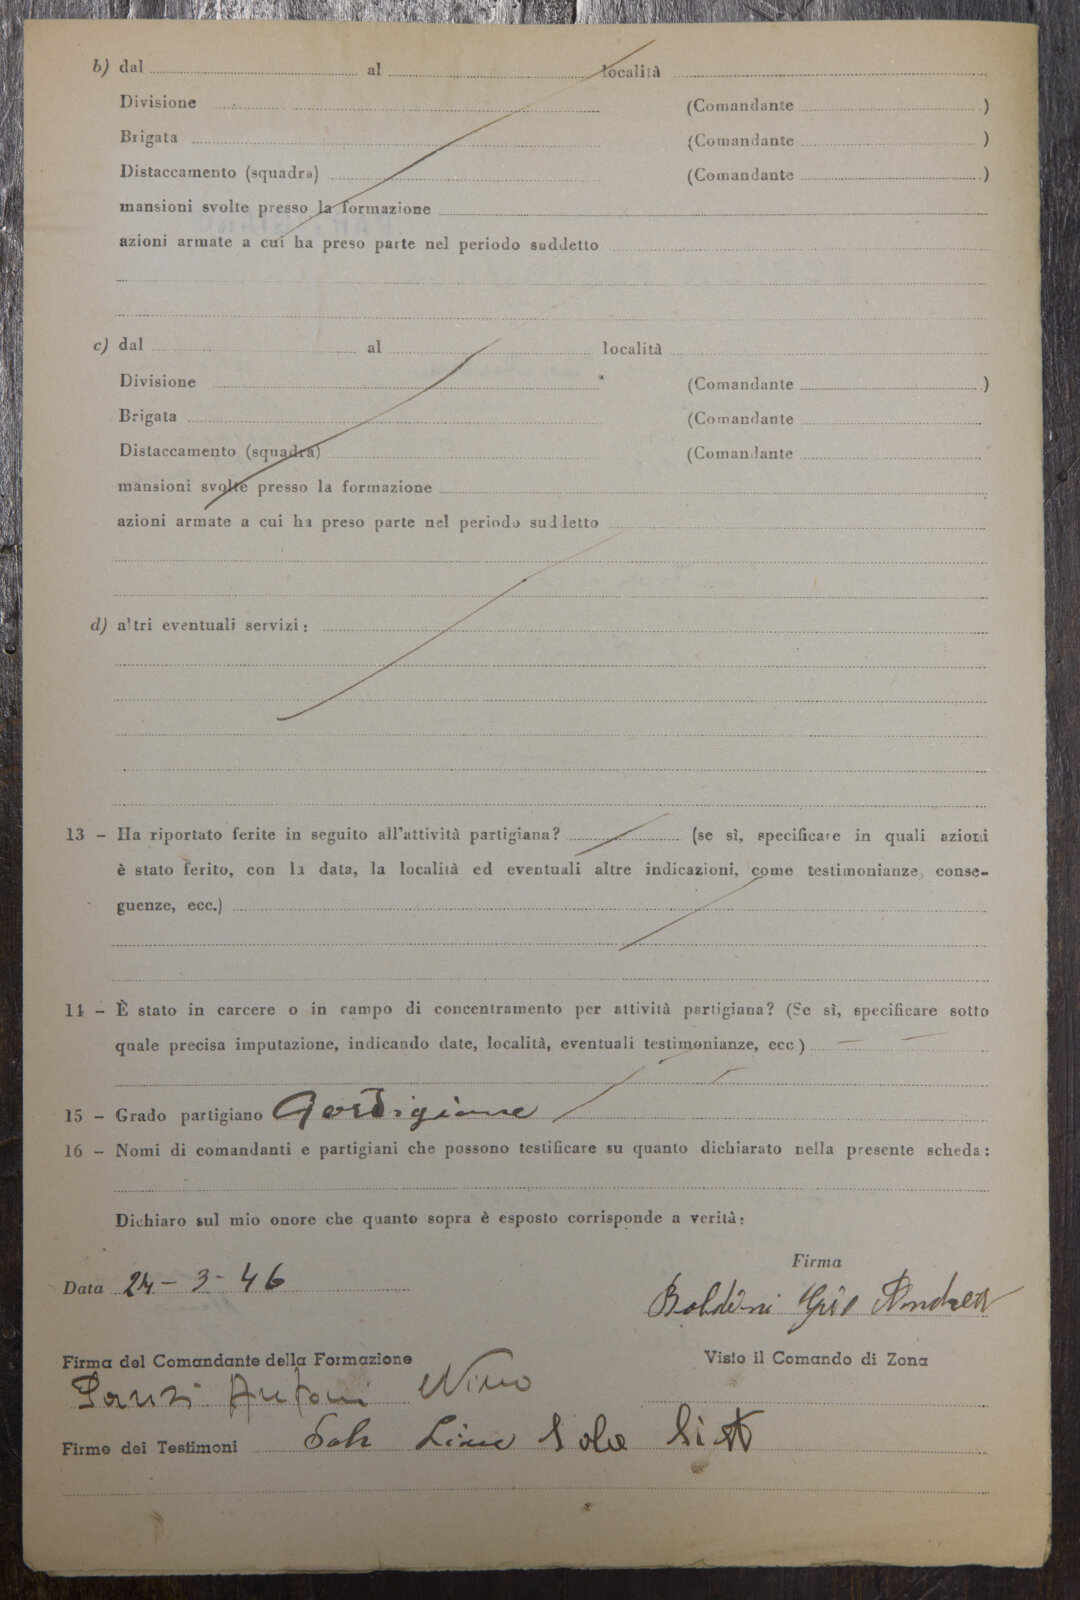 b) dal al località
Divisione (Comandante )
Brigata (Comandante )
Distaccamento (squadra) (Comandante )
mansioni svolte presso la formazione
azioni armate a cui ha preso parte nel periodo suddetto
c) dal al località
Divisione (Comandante )
Brigata (Comandante
Distaccamento (squadra) (Comandante
mansioni svolte presso la formazione
azioni armate a cui ha preso parte nel periodo suddetto
d) altri eventuali servizi:
13 - Ha riportato ferite in seguito all'attività partigiana? (se sì, specificare in quali azioni
è stato ferito, con la data, la località ed eventuali altre indicazioni, come testimonianze, conse-
guenze, ecc.)
14 - È stato in carcere o in campo di concentramento per attività partigiana? (Se sì, specificare sotto
quale precisa imputazione, indicando date, località, eventuali testimonianze, ecc)
15 - Grado partigiano
16 - Nomi di comandanti e partigiani che possono testificare su quanto dichiarato nella presente scheda:
Dichiaro sul mio onore che quanto sopra è esposto corrisponde a verità:
Firma
Data 24-3-46
Boldini Andrea
Firma del Comandante della Formazione Visto il Comando di Zona
Nino
Firme dei Testimoni